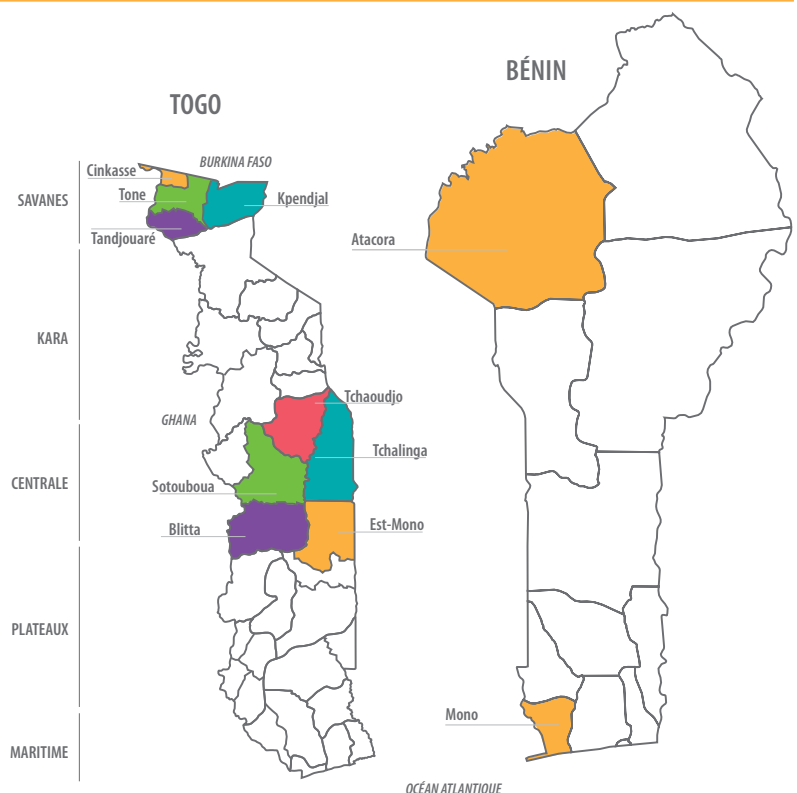 BÉNIN
TOGO
BURKINA FASO
Cinkasse
SAVANES
Tone
Kpendjal
Tandjouaré
Atacora
KARA
Tchaoudjo
GHANA
Tchalinga
CENTRALE
Sotouboua
Blitta
Est-Mono
PLATEAUX
Mono
MARITIME
OCÉAN ATLANTIQUE